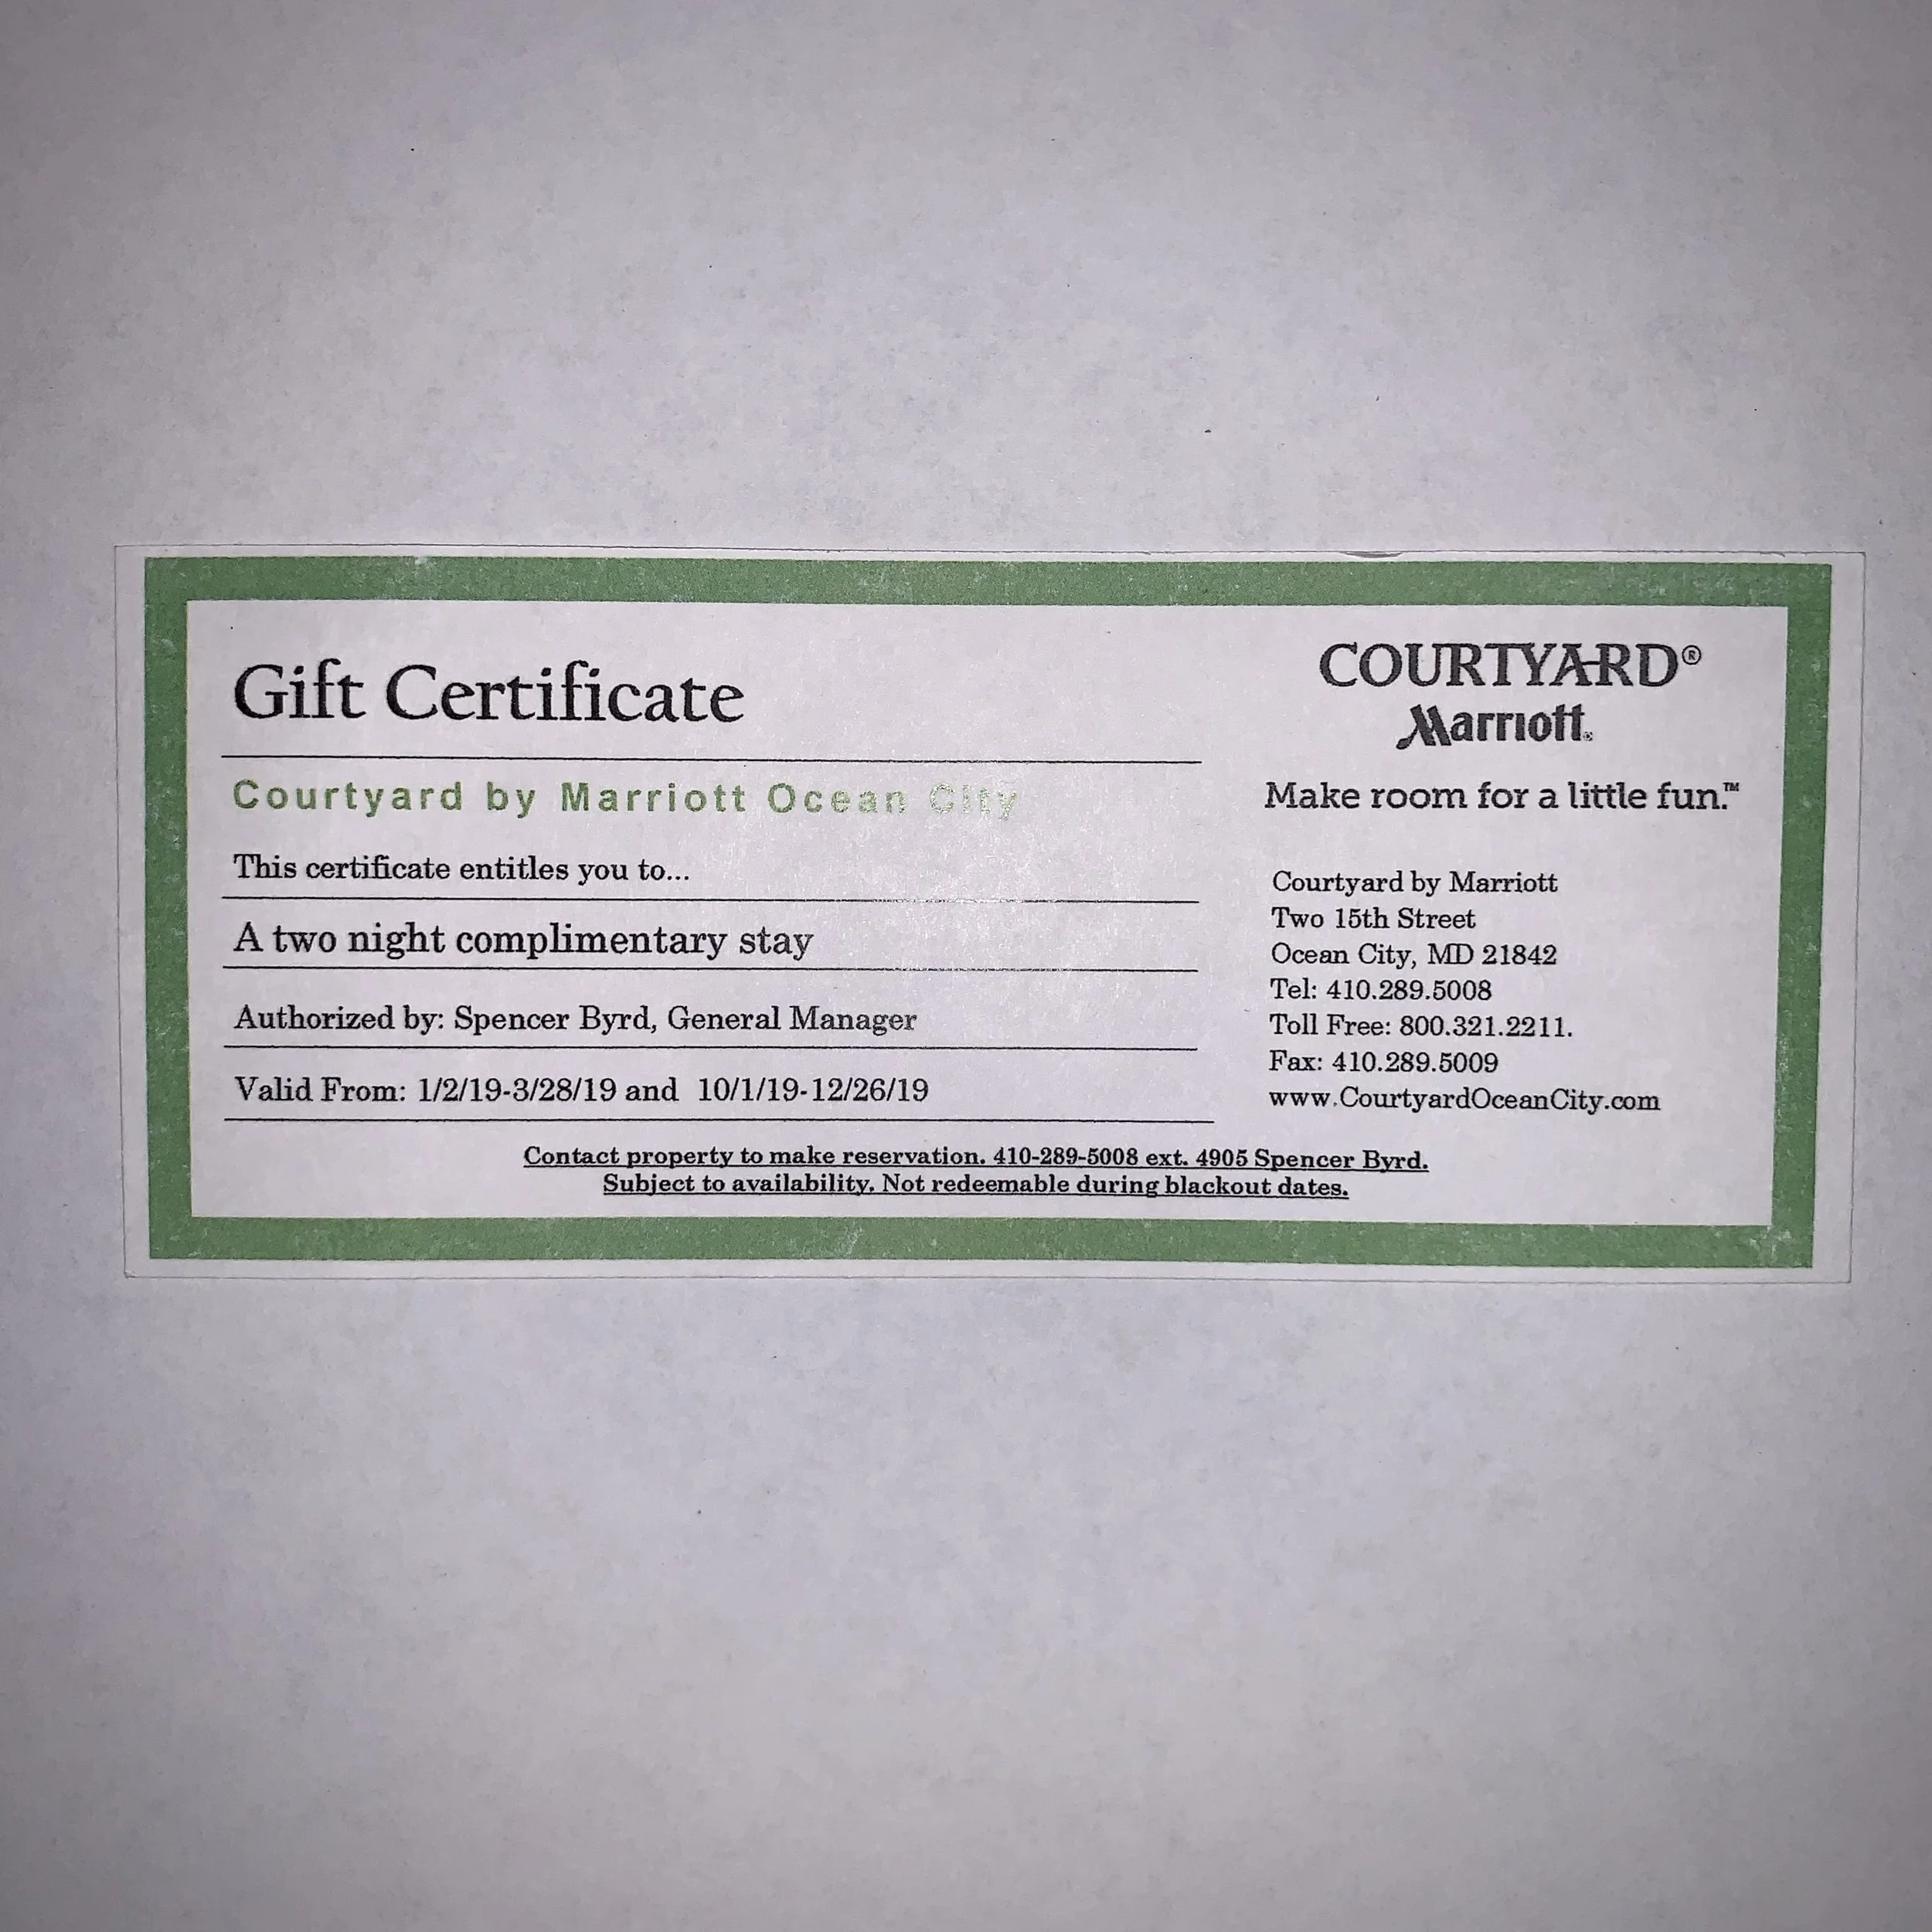 Gift Certificate
Courtyard by Marriott Ocean City
This certificate entitles you to...
A two night complimentary stay
Authorized by: Spencer Byrd, General Manager
Valid From: 1/2/19-3/28/19 and 10/1/19-12/26/19
COURTYARD®
Marriott®
Make room for a little fun.™
Courtyard by Marriott
Two 15th Street
Ocean City, MD 21842
Tel: 410.289.5008
Toll Free: 800.321.2211.
Fax: 410.289.5009
www.CourtyardOceanCity.com
Contact property to make reservation. 410-289-5008 ext. 4905 Spencer Byrd.
Subject to availability. Not redeemable during blackout dates.